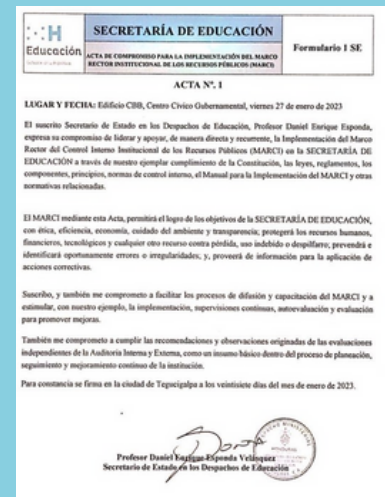 H
Educación
SECRETARÍA DE EDUCACIÓN
ACTA DE COMPROMISO PARA LA IMPLEMENTACIÓN DEL MARCO
RECTOR INSTITUCIONAL DE LOS RECURSOS PÚBLICOS (MARCI)
Formulario 1 SE
ACTA Nº. 1
LUGAR Y FECHA: Edificio CBB, Centro Cívico Gubernamental, viernes 27 de enero de 2023
El suscrito Secretario de Estado en los Despachos de Educación, Profesor Daniel Enrique Esponda,
expresa su compromiso de liderar y apoyar, de manera directa y recurrente, la Implementación del Marco
Rector del Control Interno Institucional de los Recursos Públicos (MARCI) en la SECRETARÍA DE
EDUCACIÓN a través de nuestro ejemplar cumplimiento de la Constitución, las leyes, reglamentos, los
componentes, principios, normas de control interno, el Manual para la Implementación del MARCI y otras
normativas relacionadas.
El MARCI mediante esta Acta, permitirá el logro de los objetivos de la SECRETARÍA DE EDUCACIÓN,
con ética, eficiencia, economía, cuidado del ambiente y transparencia; protegerá los recursos humanos,
financieros, tecnológicos y cualquier otro recurso contra pérdida, uso indebido o despilfarro; prevendrá e
identificará oportunamente errores o irregularidades; y, proveerá de información para la aplicación de
acciones correctivas.
Suscribo, y también me comprometo a facilitar los procesos de difusión y capacitación del MARCI y a
estimular, con nuestro ejemplo, la implementación, supervisiones continuas, autoevaluación y evaluación
para promover mejoras.
También me comprometo a cumplir las recomendaciones y observaciones originadas de las evaluaciones
independientes de la Auditoría Interna y Externa, como un insumo básico dentro del proceso de planeación,
seguimiento y mejoramiento continuo de la institución.
Para constancia se firma en la ciudad de Tegucigalpa a los veintisiete días del mes de enero de 2023.
Profesor Daniel Enrique Esponda Velásquez
Secretario de Estado en los Despachos de Educación